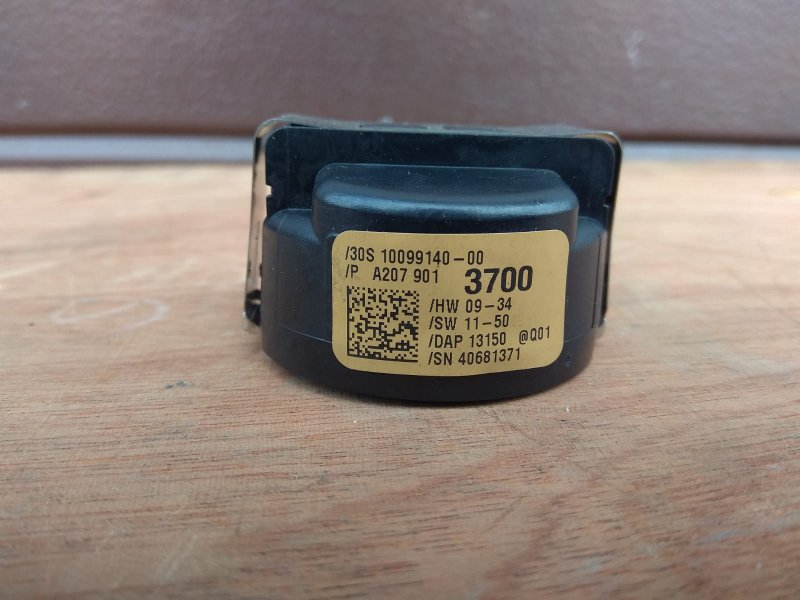 /30S 10099140-00
/P A207 901 3700
/HW 09-34
/SW 11-50
/DAP 13150 @Q01
/SN 40681371